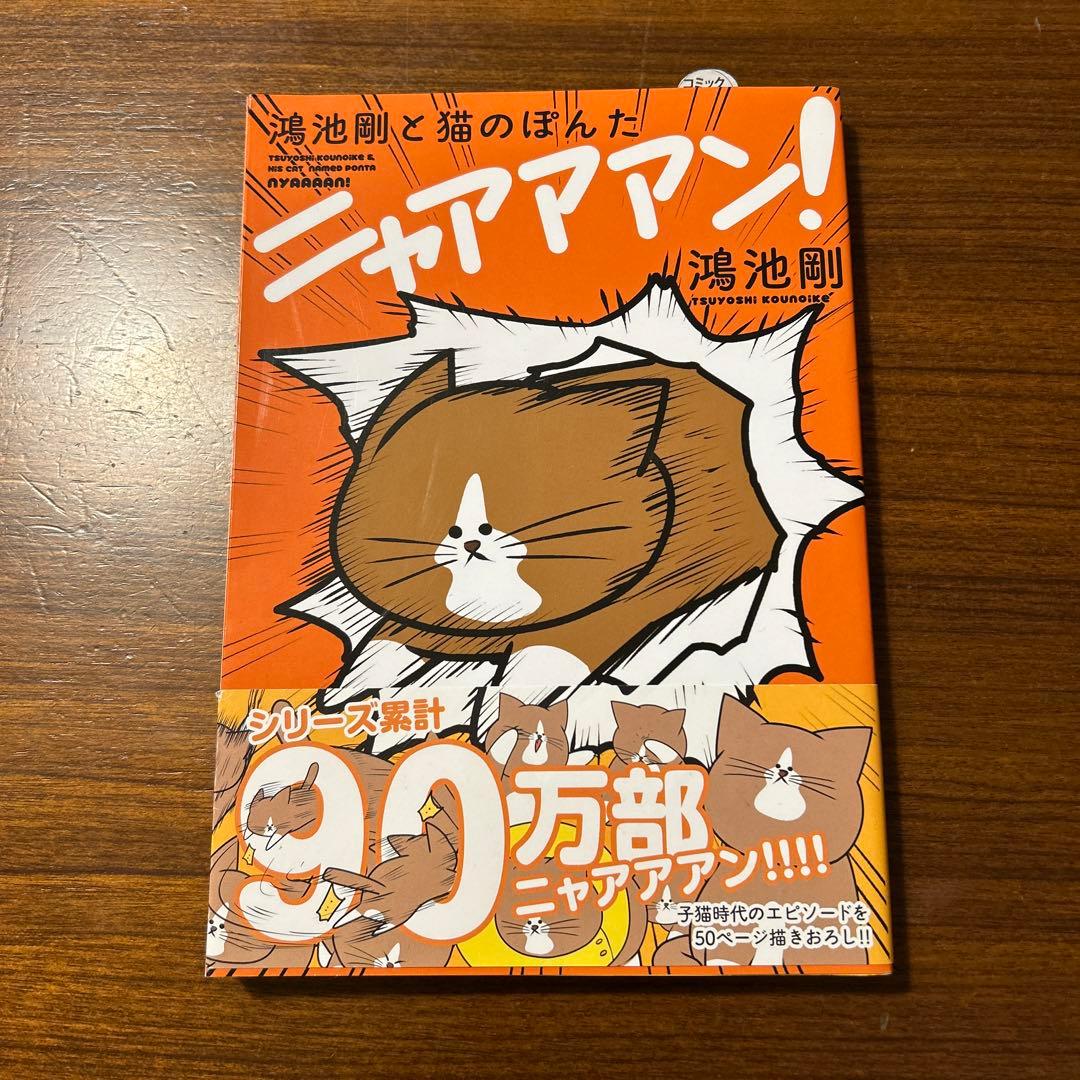 コミック
鴻池剛と猫のぽんた
TSUYOSHi KOUNOiKE &
HiS CAT NAMED PONTA
NYAAAAN!
ニャアアアン!
鴻池剛
TSUYOSHi KOUNOiKE
シリーズ累計
90万部
ニャアアアン!!!!
子猫時代のエピソードを
50ページ描きおろし!!